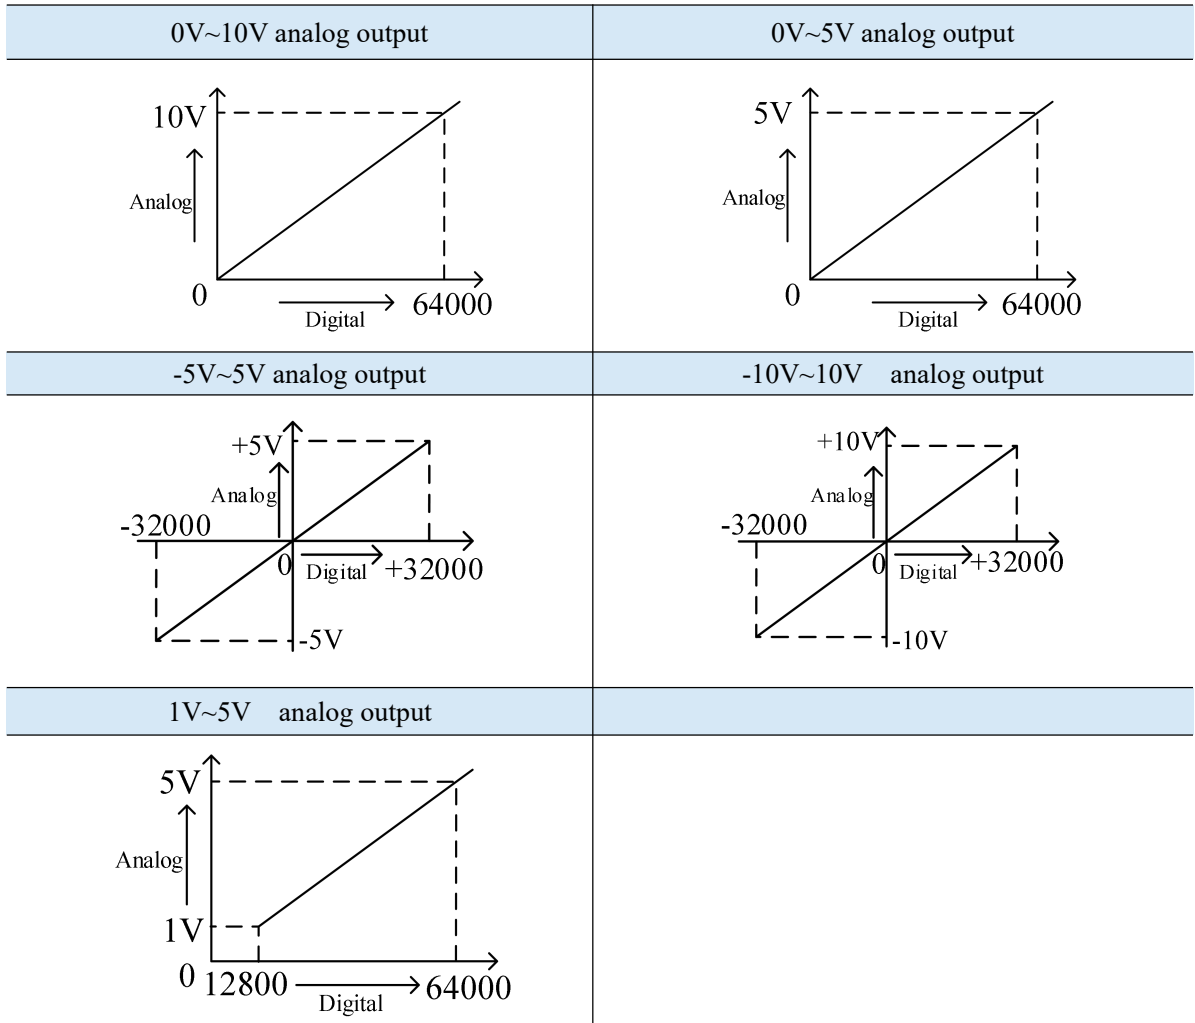 0V~10V analog output
0V~5V analog output
10V
Analog
0
Digital
64000
5V
Analog
0
Digital
64000
-5V~5V analog output
-10V~10V analog output
+5V
Analog
-32000
0
Digital
+32000
-5V
+10V
Analog
-32000
0
Digital
+32000
-10V
1V~5V analog output
5V
Analog
1V
0
12800
Digital
64000